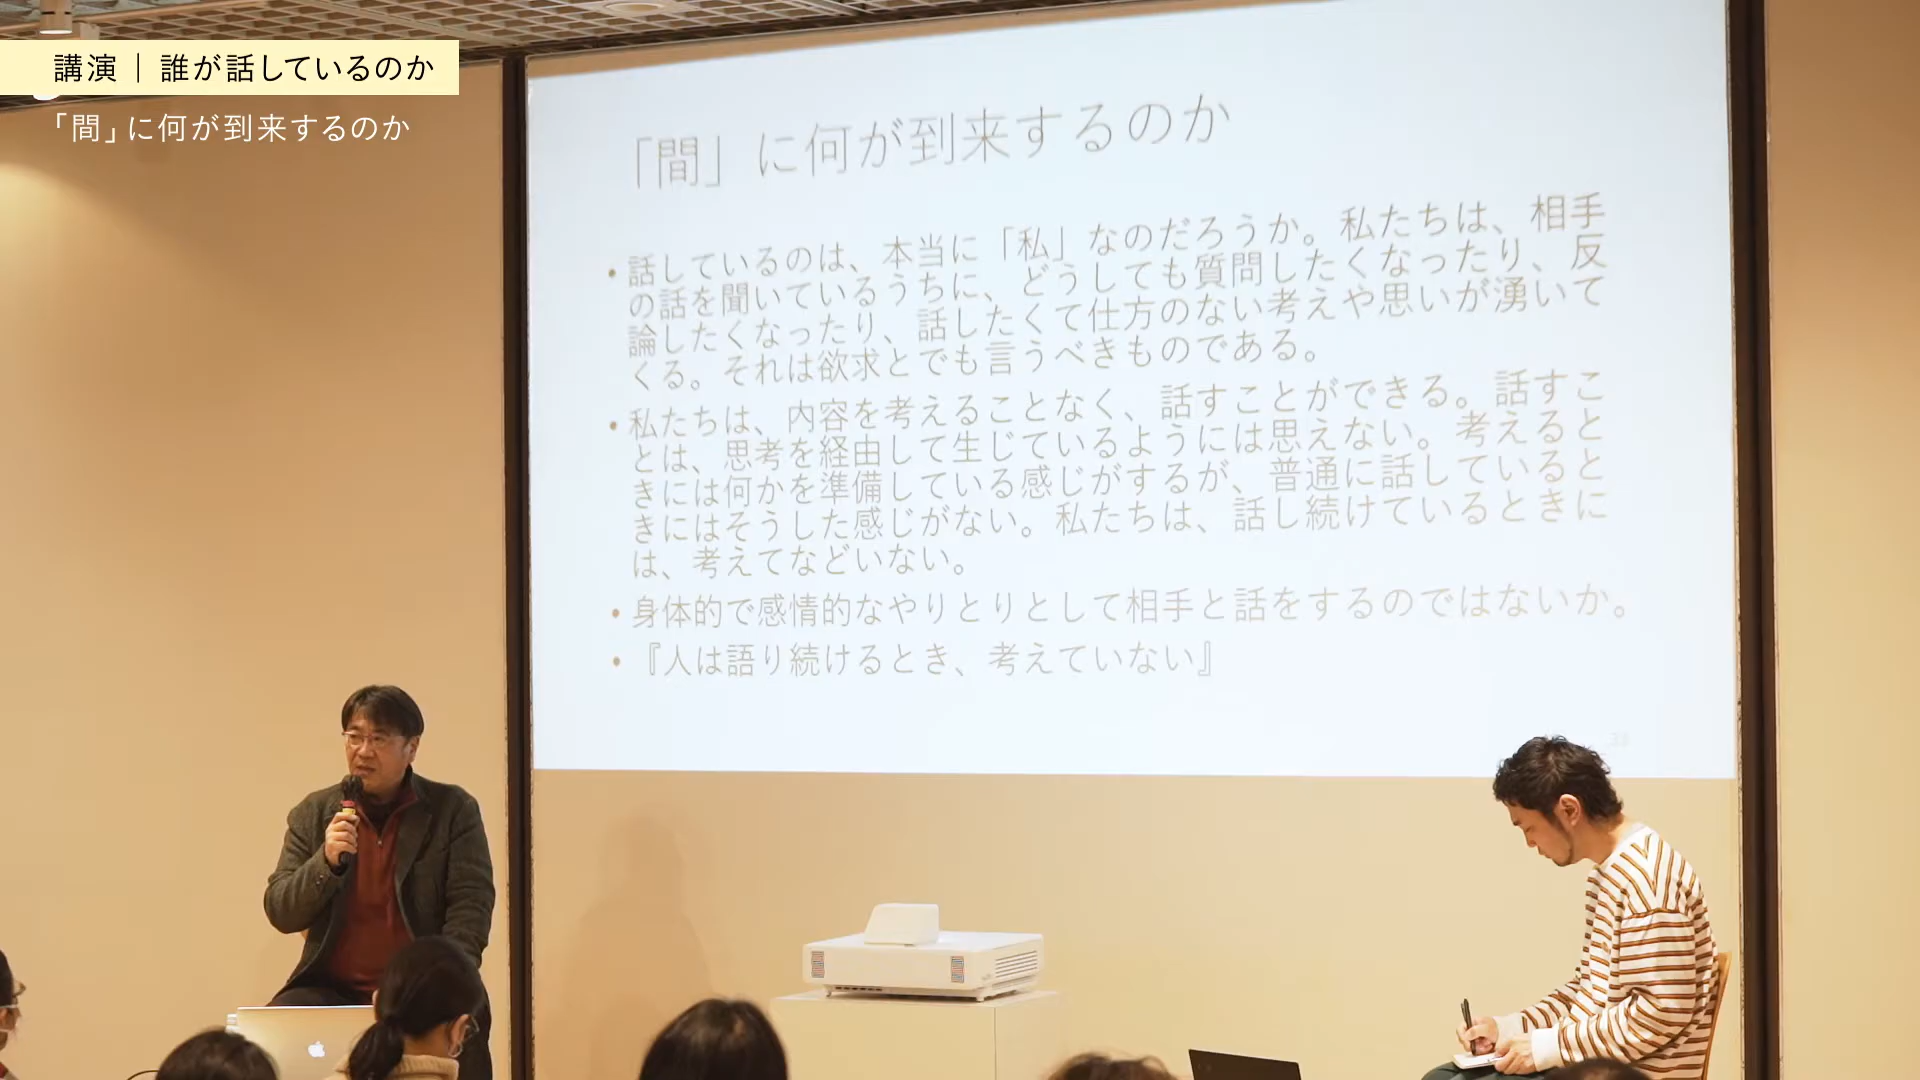 講演｜誰が話しているのか
「間」に何が到来するのか
「間」に何が到来するのか
• 話しているのは、本当に「私」なのだろうか。私たちは、相手
の話を聞いているうちに、どうしても質問したくなったり、反
論したくなったり、話したくて仕方のない考えや思いが湧いて
くる。それは欲求とでも言うべきものである。
• 私たちは、内容を考えることなく、話すことができる。話すこ
とは、思考を経由して生じているようには思えない。考えると
きには何かを準備している感じがするが、普通に話していると
きにはそうした感じがない。私たちは、話し続けているときに
は、考えてなどいない。
• 身体的で感情的なやりとりとして相手と話をするのではないか。
• 『人は語り続けるとき、考えていない』